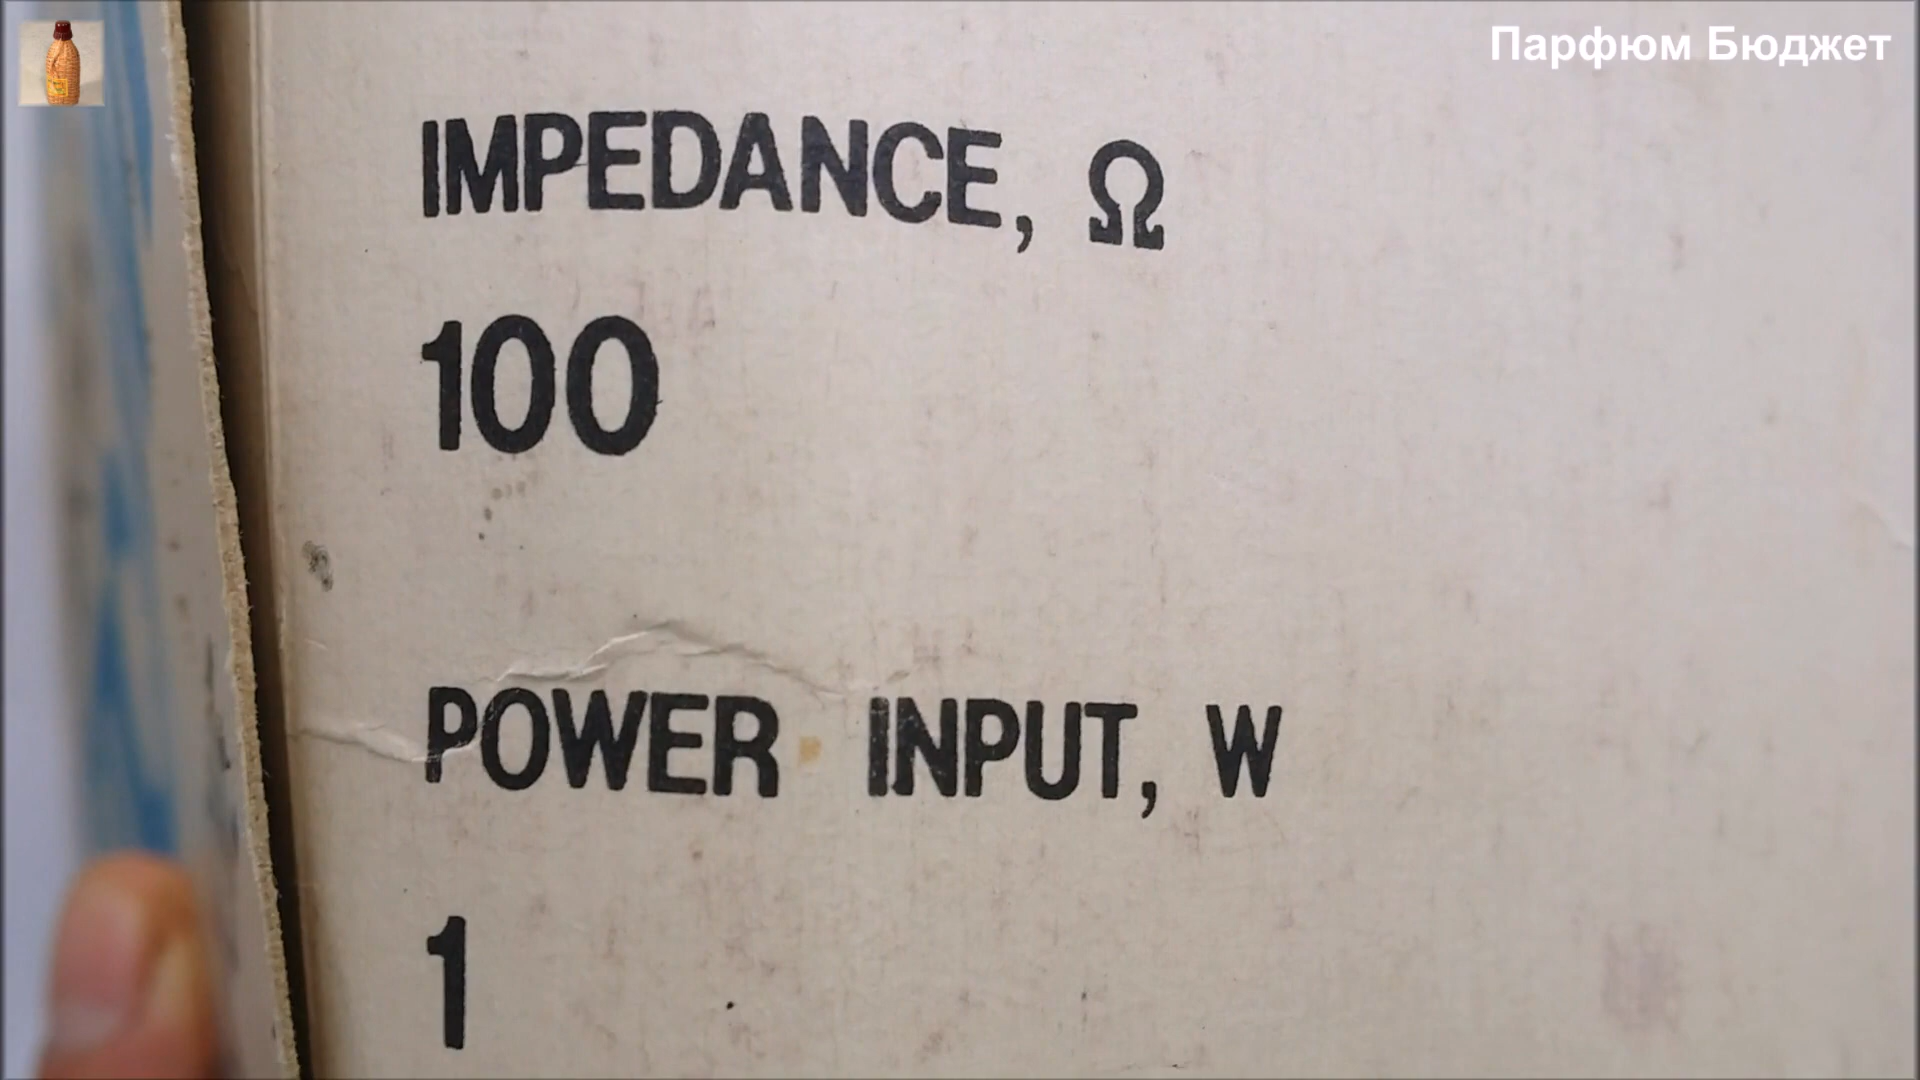 Парфюм Бюджет
IMPEDANCE, Ω
100
POWER INPUT, W
1